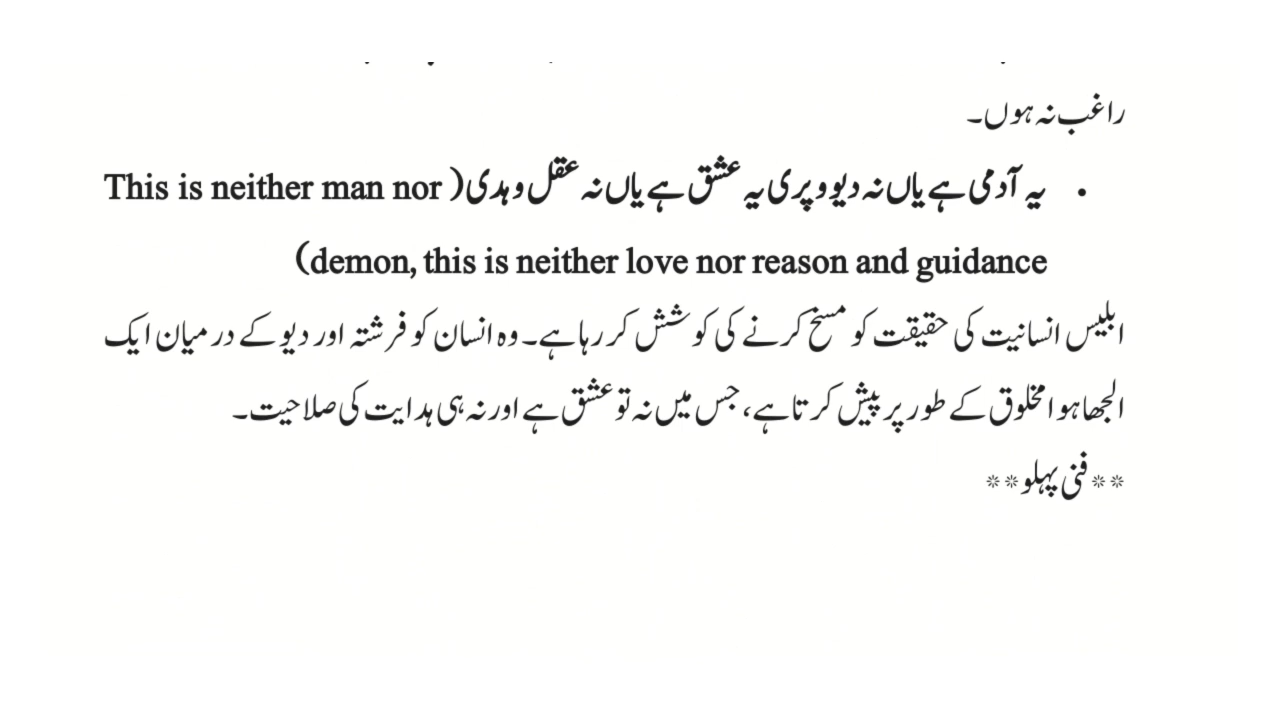 راغب نہ ہوں۔
• یہ آدمی ہے یاں نہ دیو و پری یہ عشق ہے یاں نہ عقل و ہدی( This is neither man nor
demon, this is neither love nor reason and guidance)
ابلیس انسانیت کی حقیقت کو مسخ کرنے کی کوشش کر رہا ہے۔ وہ انسان کو فرشتہ اور دیو کے درمیان ایک
الجھا ہوا مخلوق کے طور پر پیش کرتا ہے، جس میں نہ تو عشق ہے اور نہ ہی ہدایت کی صلاحیت۔
**فنی پہلو**